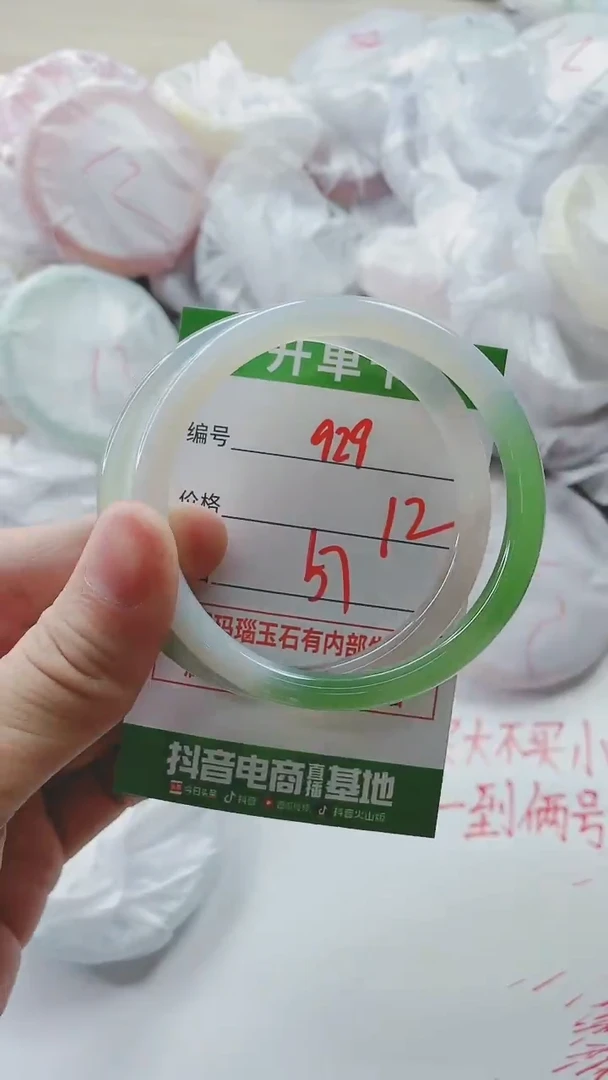 开单卡
编号 929
价格 12
57
玛瑙玉石有内部
抖音电商直播基地
今日头条 抖音 西瓜视频 抖音火山版
买大不买小
一到俩号